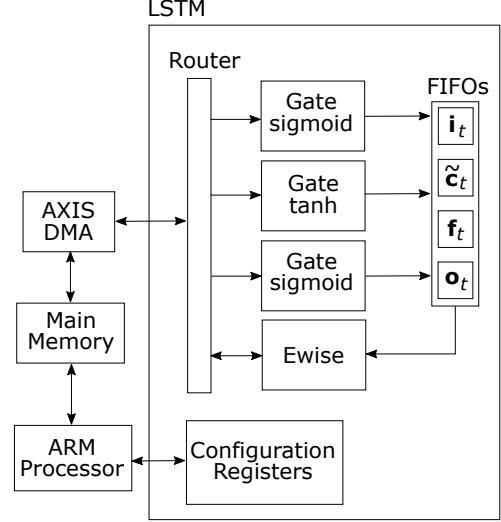 LSTM
Router
FIFOs
Gate
sigmoid
i_t
Gate
tanh
c̃_t
AXIS
DMA
f_t
Gate
sigmoid
o_t
Main
Memory
Ewise
ARM
Processor
Configuration
Registers